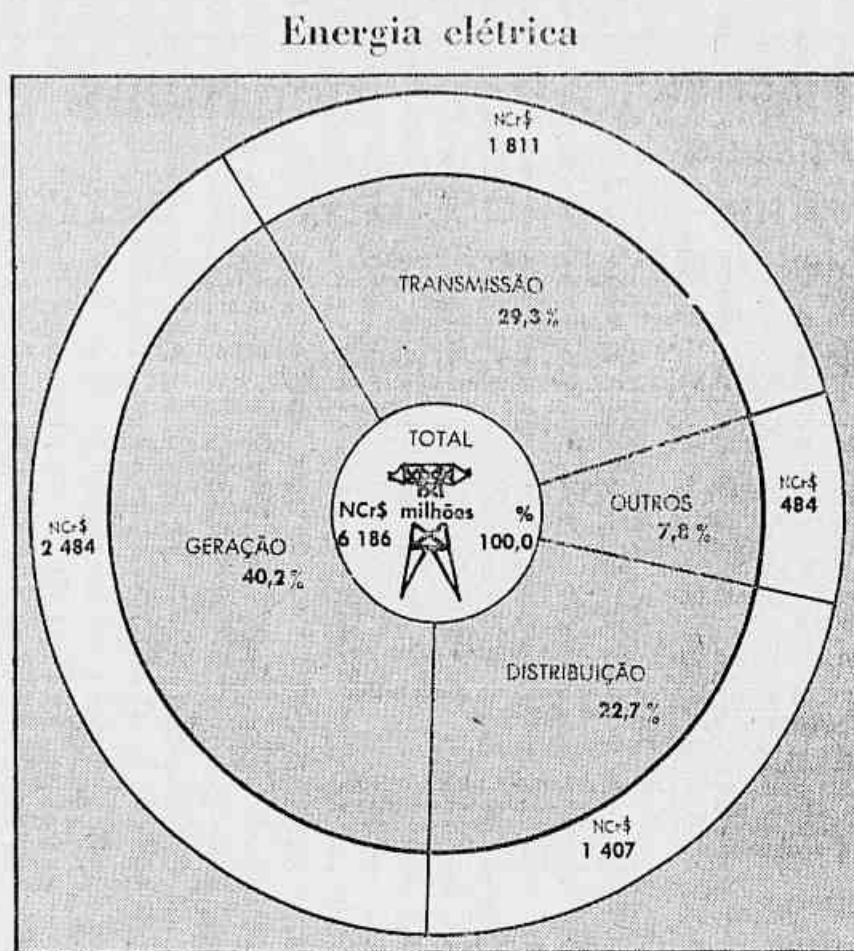 Energia elétrica
NCr$
1 811
TRANSMISSÃO
29,3 %
TOTAL
NCr$ milhões %
6 186 100,0
OUTROS
7,8 %
NCr$
484
NCr$
2 484
GERAÇÃO
40,2 %
DISTRIBUIÇÃO
22,7 %
NCr$
1 407